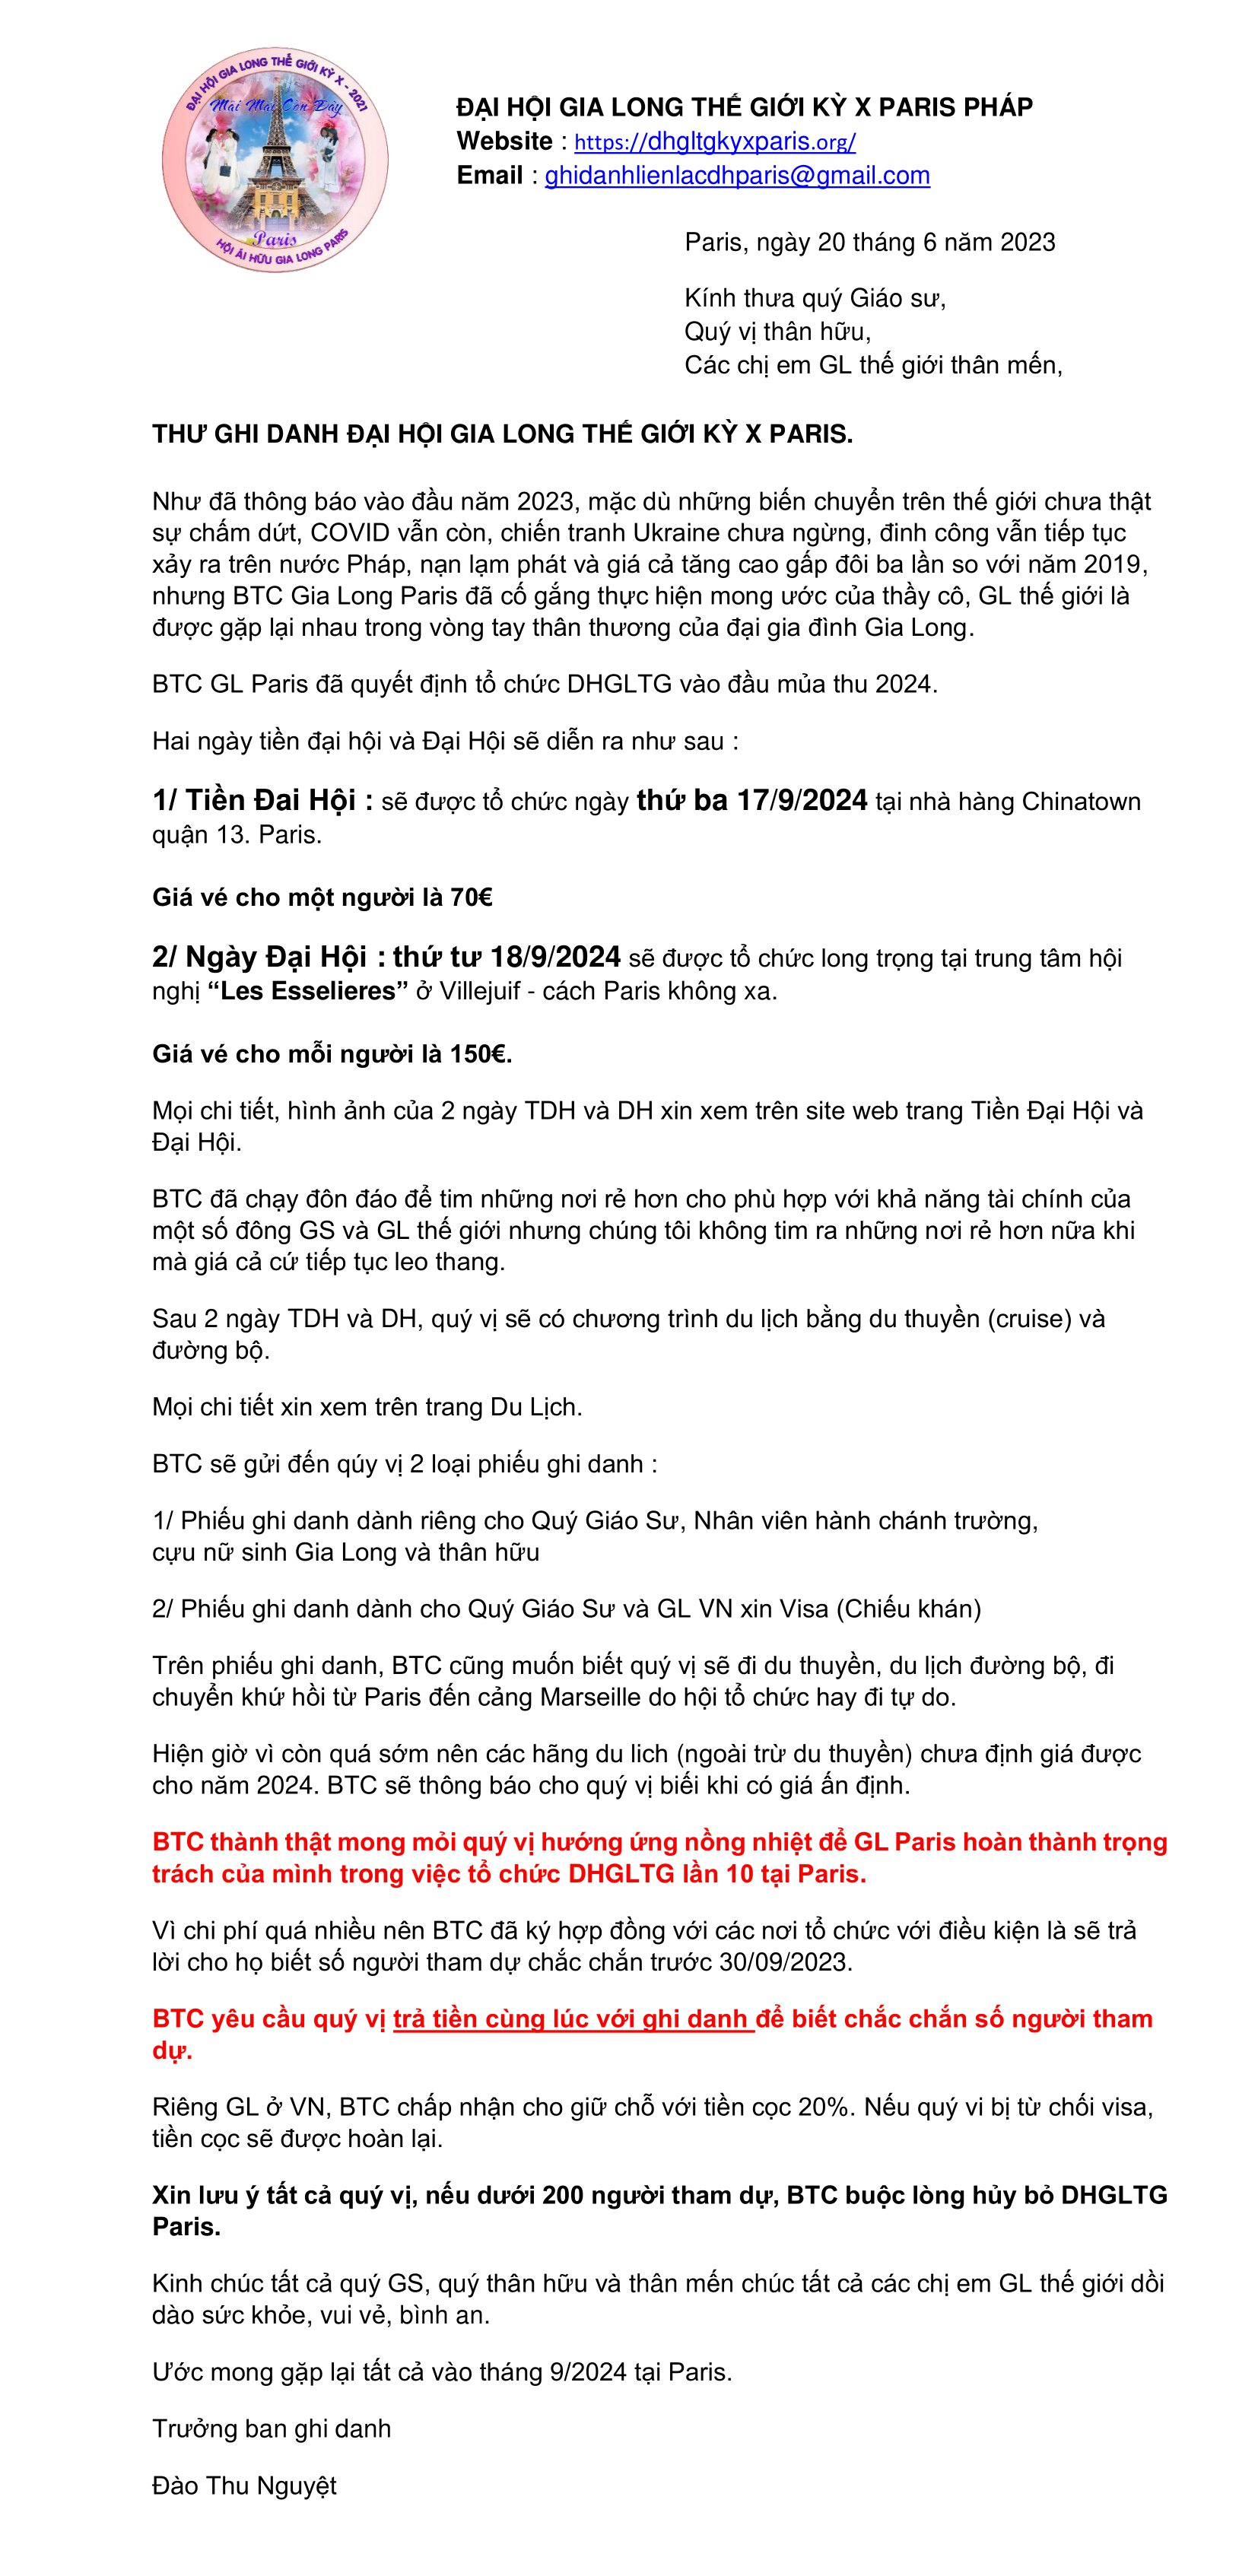 ĐẠI HỘI GIA LONG THẾ GIỚI KỲ X - 2021
Mãi Mãi Còn Đây
Paris
HỘI ÁI HỮU GIA LONG PARIS
ĐẠI HỘI GIA LONG THẾ GIỚI KỲ X PARIS PHÁP
Website : https://dhgltgkyxparis.org/
Email : ghidanhlienlacdhparis@gmail.com
Paris, ngày 20 tháng 6 năm 2023
Kính thưa quý Giáo sư,
Quý vị thân hữu,
Các chị em GL thế giới thân mến,
THƯ GHI DANH ĐẠI HỘI GIA LONG THẾ GIỚI KỲ X PARIS.
Như đã thông báo vào đầu năm 2023, mặc dù những biến chuyển trên thế giới chưa thật
sự chấm dứt, COVID vẫn còn, chiến tranh Ukraine chưa ngừng, đinh công vẫn tiếp tục
xảy ra trên nước Pháp, nạn lạm phát và giá cả tăng cao gấp đôi ba lần so với năm 2019,
nhưng BTC Gia Long Paris đã cố gắng thực hiện mong ước của thầy cô, GL thế giới là
được gặp lại nhau trong vòng tay thân thương của đại gia đình Gia Long.
BTC GL Paris đã quyết định tổ chức DHGLTG vào đầu mủa thu 2024.
Hai ngày tiền đại hội và Đại Hội sẽ diễn ra như sau :
1/ Tiền Đai Hội : sẽ được tổ chức ngày thứ ba 17/9/2024 tại nhà hàng Chinatown
quận 13. Paris.
Giá vé cho một người là 70€
2/ Ngày Đại Hội : thứ tư 18/9/2024 sẽ được tổ chức long trọng tại trung tâm hội
nghị “Les Esselieres” ở Villejuif - cách Paris không xa.
Giá vé cho mỗi người là 150€.
Mọi chi tiết, hình ảnh của 2 ngày TDH và DH xin xem trên site web trang Tiền Đại Hội và
Đại Hội.
BTC đã chạy đôn đáo để tim những nơi rẻ hơn cho phù hợp với khả năng tài chính của
một số đông GS và GL thế giới nhưng chúng tôi không tim ra những nơi rẻ hơn nữa khi
mà giá cả cứ tiếp tục leo thang.
Sau 2 ngày TDH và DH, quý vị sẽ có chương trình du lịch bằng du thuyền (cruise) và
đường bộ.
Mọi chi tiết xin xem trên trang Du Lịch.
BTC sẽ gửi đến qúy vị 2 loại phiếu ghi danh :
1/ Phiếu ghi danh dành riêng cho Quý Giáo Sư, Nhân viên hành chánh trường,
cựu nữ sinh Gia Long và thân hữu
2/ Phiếu ghi danh dành cho Quý Giáo Sư và GL VN xin Visa (Chiếu khán)
Trên phiếu ghi danh, BTC cũng muốn biết quý vị sẽ đi du thuyền, du lịch đường bộ, đi
chuyển khứ hồi từ Paris đến cảng Marseille do hội tổ chức hay đi tự do.
Hiện giờ vì còn quá sớm nên các hãng du lich (ngoài trừ du thuyền) chưa định giá được
cho năm 2024. BTC sẽ thông báo cho quý vị biếi khi có giá ấn định.
BTC thành thật mong mỏi quý vị hướng ứng nồng nhiệt để GL Paris hoàn thành trọng
trách của mình trong việc tổ chức DHGLTG lần 10 tại Paris.
Vì chi phí quá nhiều nên BTC đã ký hợp đồng với các nơi tổ chức với điều kiện là sẽ trả
lời cho họ biết số người tham dự chắc chắn trước 30/09/2023.
BTC yêu cầu quý vị trả tiền cùng lúc với ghi danh để biết chắc chắn số người tham
dự.
Riêng GL ở VN, BTC chấp nhận cho giữ chỗ với tiền cọc 20%. Nếu quý vi bị từ chối visa,
tiền cọc sẽ được hoàn lại.
Xin lưu ý tất cả quý vị, nếu dưới 200 người tham dự, BTC buộc lòng hủy bỏ DHGLTG
Paris.
Kinh chúc tất cả quý GS, quý thân hữu và thân mến chúc tất cả các chị em GL thế giới dồi
dào sức khỏe, vui vẻ, bình an.
Ước mong gặp lại tất cả vào tháng 9/2024 tại Paris.
Trưởng ban ghi danh
Đào Thu Nguyệt